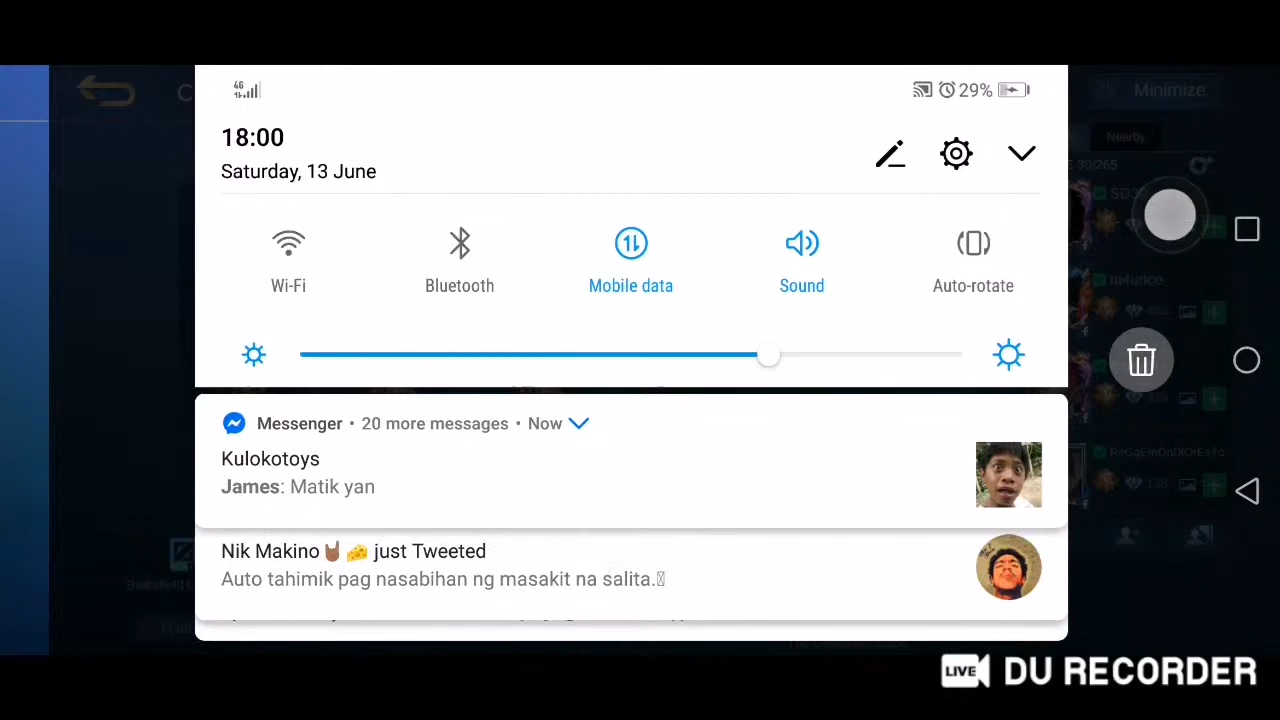 4G 29%
Minimize
18:00
Nearby
Saturday, 13 June
Wi-Fi Bluetooth Mobile data Sound Auto-rotate
Messenger • 20 more messages • Now
Kulokotoys
James: Matik yan
Nik Makino🤘🏽🧀 just Tweeted
Auto tahimik pag nasabihan ng masakit na salita.
LIVE DU RECORDER